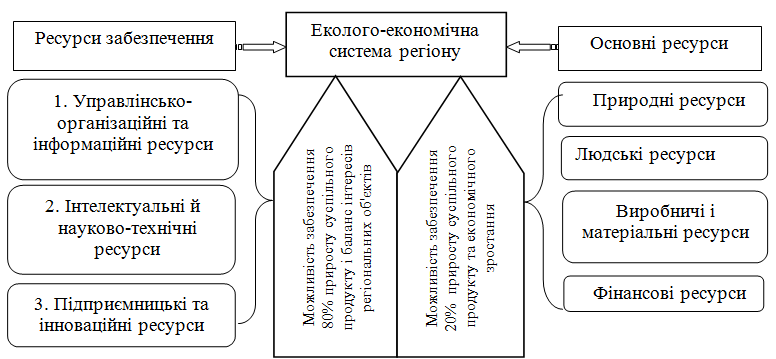 Ресурси забезпечення
Еколого-економічна
система регіону
Основні ресурси
1. Управлінсько-
організаційні та
інформаційні ресурси
2. Інтелектуальні й
науково-технічні
ресурси
3. Підприємницькі та
інноваційні ресурси
Можливість забезпечення
80% приросту суспільного
продукту і баланс інтересів
регіональних об'єктів
Можливість забезпечення
20% приросту суспільного
продукту та економічного
зростання
Природні ресурси
Людські ресурси
Виробничі і
матеріальні ресурси
Фінансові ресурси